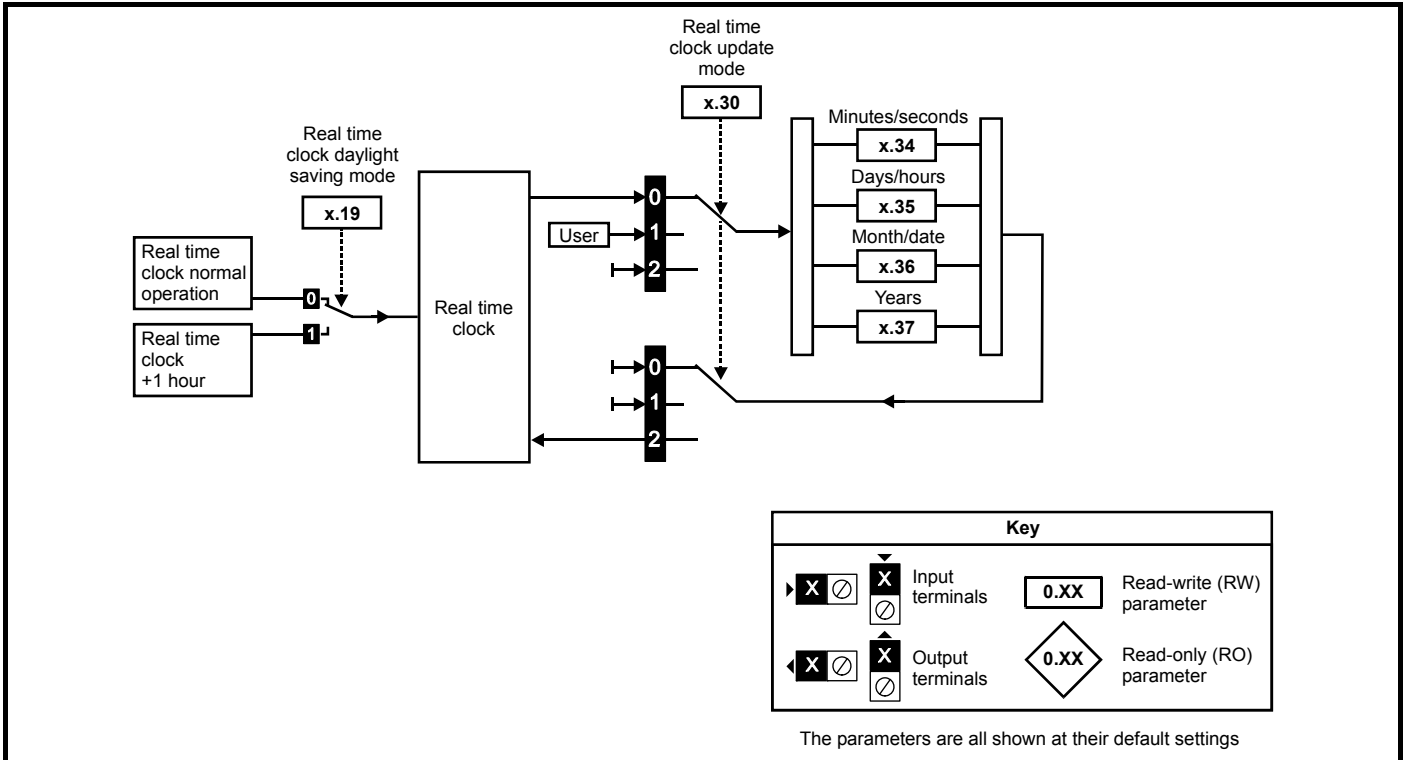 Real time
clock update
mode
x.30
Real time
clock daylight
saving mode
x.19
Real time
clock normal
operation
0
1
Real time
clock
+1 hour
Real time
clock
User
0
1
2
0
1
2
Minutes/seconds
x.34
Days/hours
x.35
Month/date
x.36
Years
x.37
Key
X
X
Input
terminals
0.XX
Read-write (RW)
parameter
X
X
Output
terminals
0.XX
Read-only (RO)
parameter
The parameters are all shown at their default settings